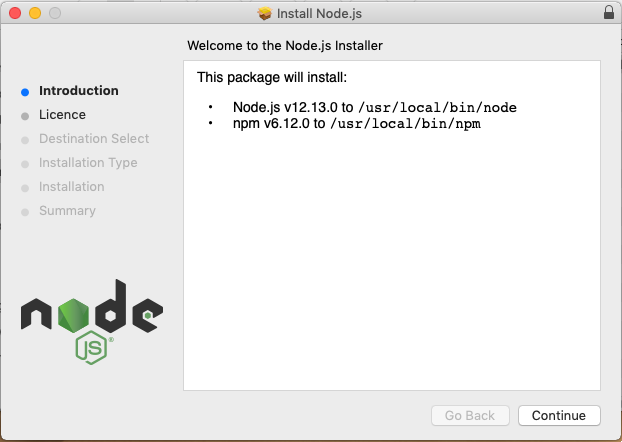 Install Node.js
Welcome to the Node.js Installer
Introduction
Licence
Destination Select
Installation Type
Installation
Summary
This package will install:
• Node.js v12.13.0 to /usr/local/bin/node
• npm v6.12.0 to /usr/local/bin/npm
node
JS®
Go Back
Continue